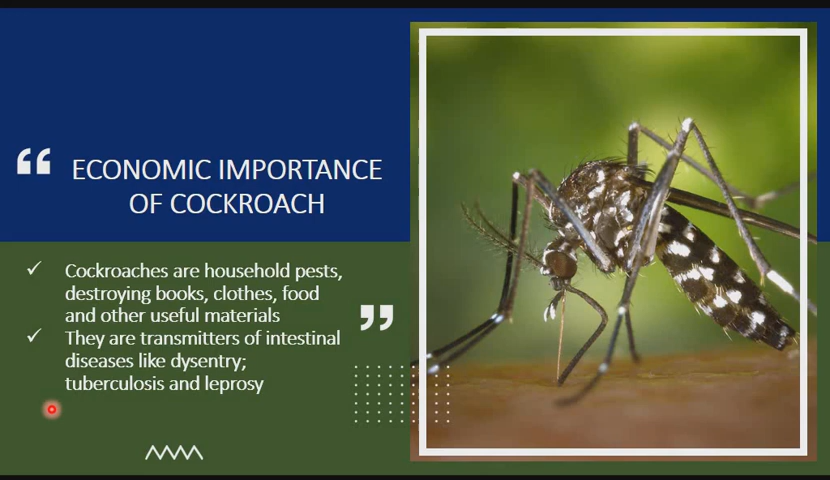 ECONOMIC IMPORTANCE
OF COCKROACH
✓ Cockroaches are household pests,
destroying books, clothes, food
and other useful materials
✓ They are transmitters of intestinal
diseases like dysentry;
tuberculosis and leprosy